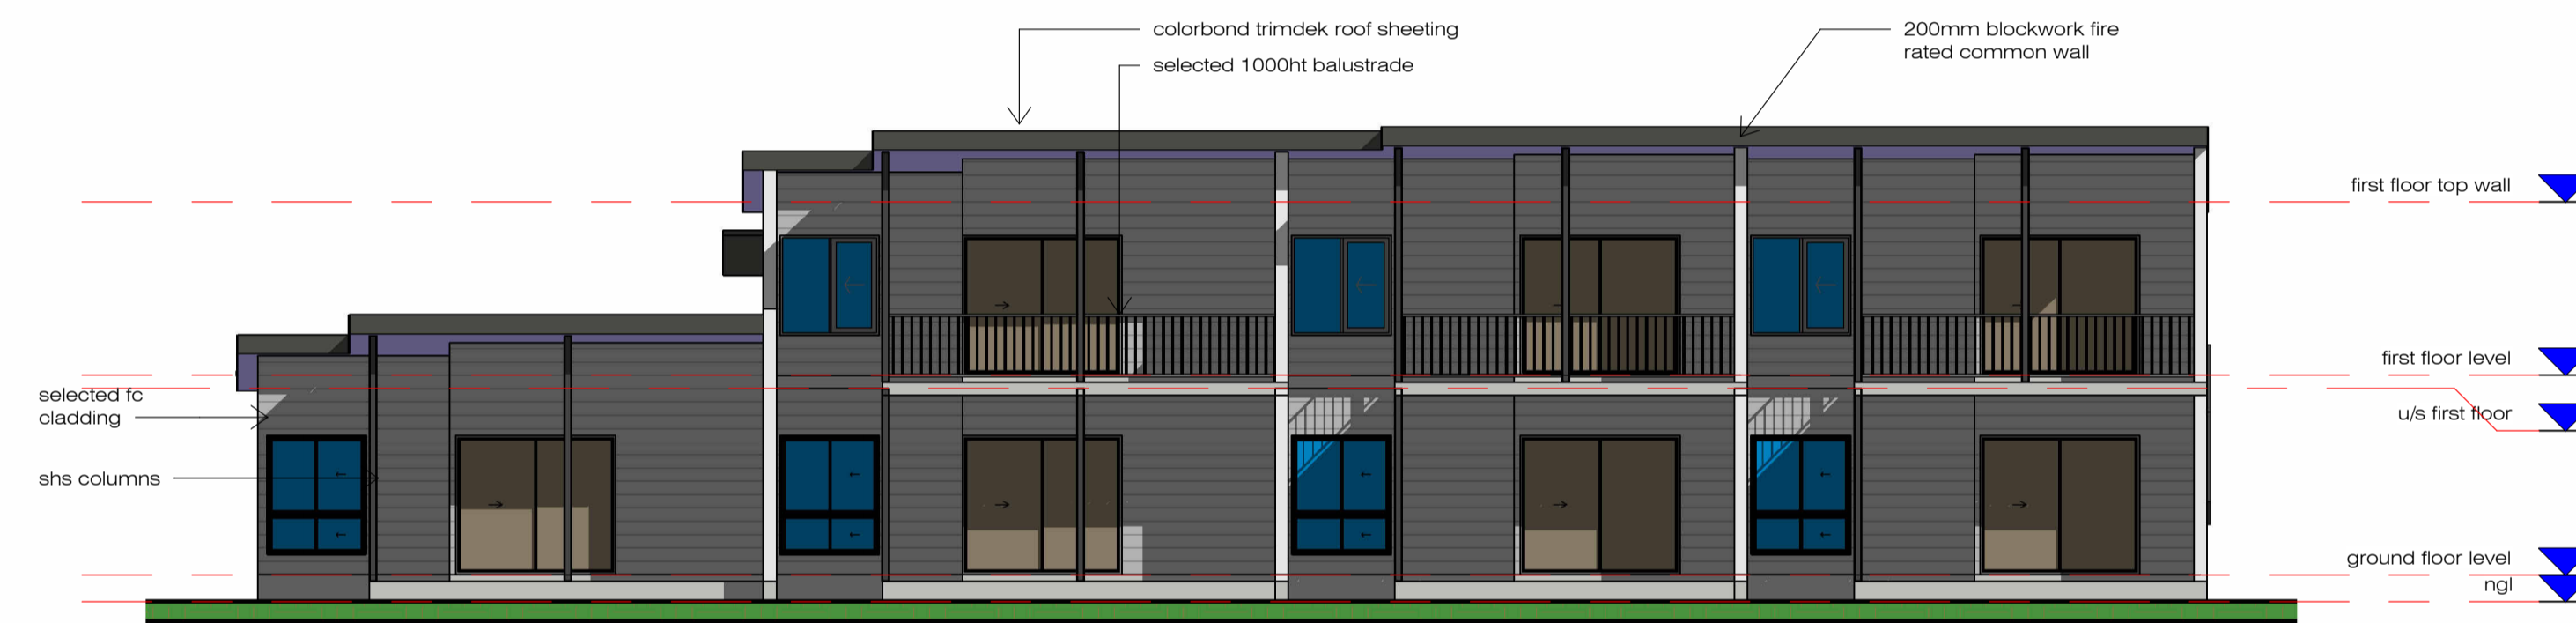 colorbond trimdek roof sheeting
selected 1000ht balustrade
200mm blockwork fire
rated common wall
first floor top wall
first floor level
selected fc
cladding
u/s first floor
shs columns
ground floor level
ngl